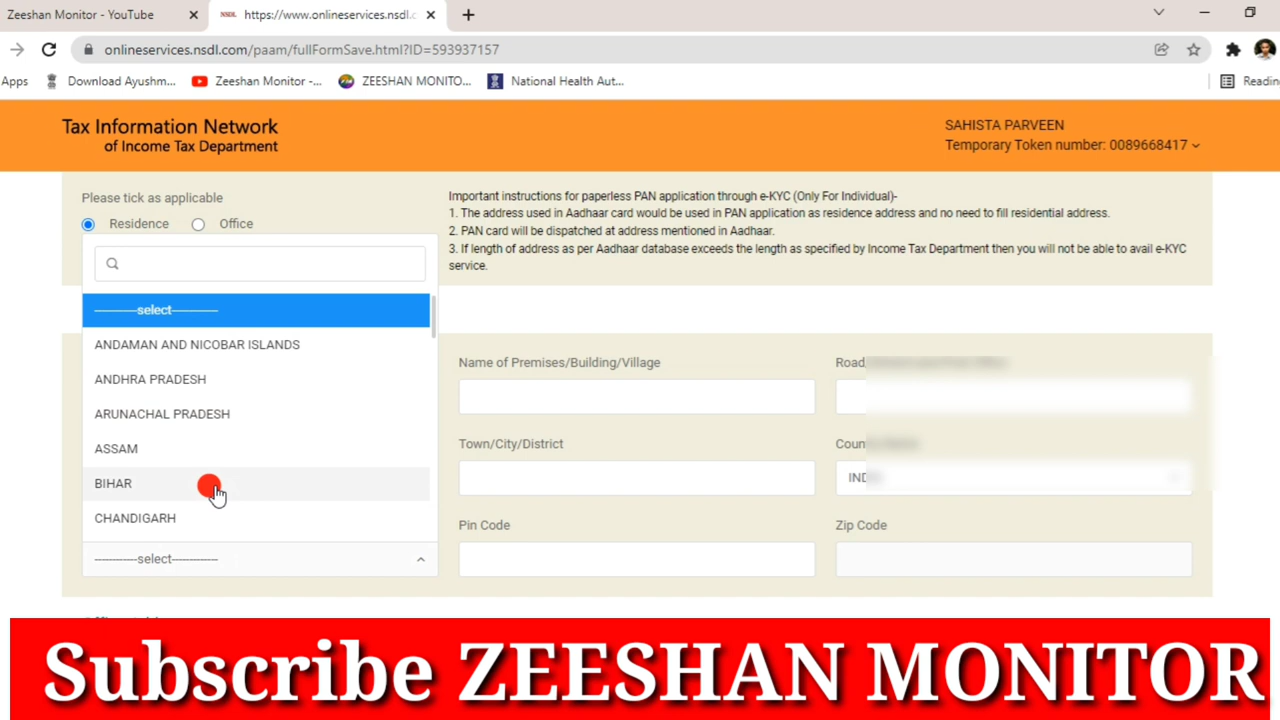 Zeeshan Monitor - YouTube
NSDL https://www.onlineservices.nsdl.c
onlineservices.nsdl.com/paam/fullFormSave.html?ID=593937157
Apps Download Ayushm... Zeeshan Monitor -... ZEESHAN MONITO... National Health Aut... Readin
Tax Information Network
of Income Tax Department
SAHISTA PARVEEN
Temporary Token number: 0089668417
Please tick as applicable
Residence Office
Important instructions for paperless PAN application through e-KYC (Only For Individual)-
1. The address used in Aadhaar card would be used in PAN application as residence address and no need to fill residential address.
2. PAN card will be dispatched at address mentioned in Aadhaar.
3. If length of address as per Aadhaar database exceeds the length as specified by Income Tax Department then you will not be able to avail e-KYC
service.
------------select------------
ANDAMAN AND NICOBAR ISLANDS
ANDHRA PRADESH
ARUNACHAL PRADESH
ASSAM
BIHAR
CHANDIGARH
------------select------------
Name of Premises/Building/Village
Road
Town/City/District
Coun
IND
Pin Code
Zip Code
Subscribe ZEESHAN MONITOR